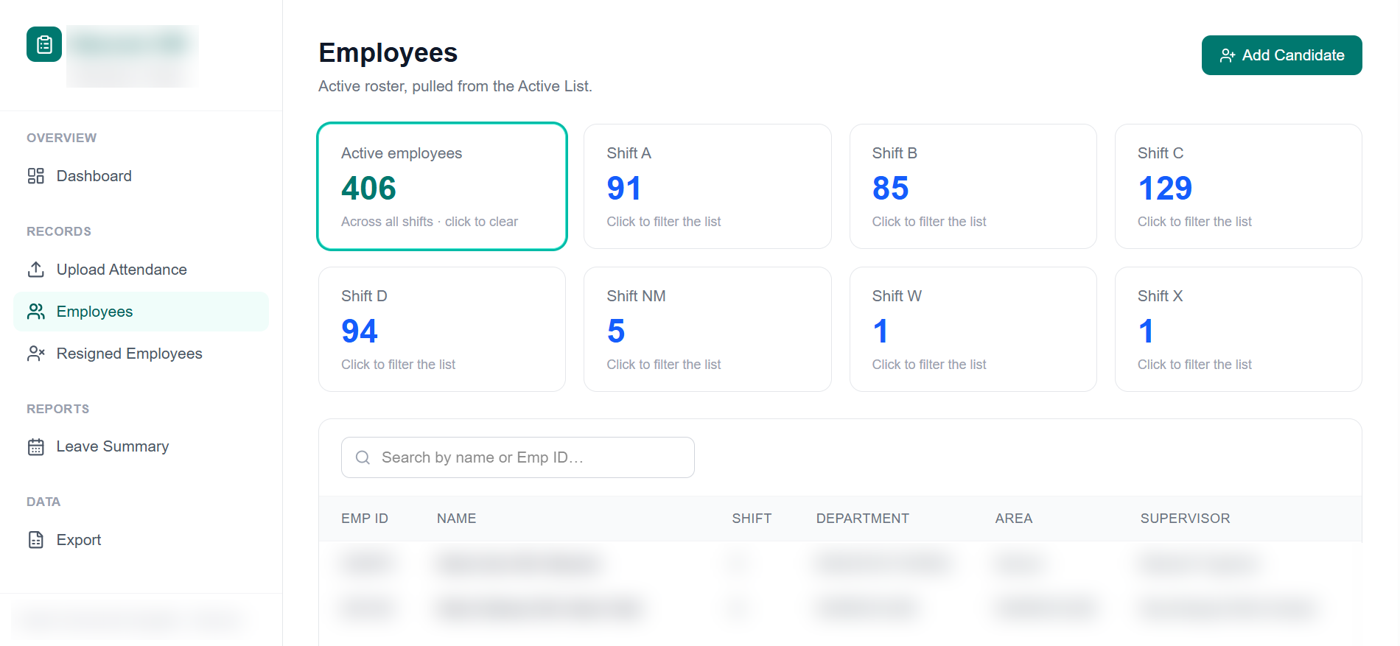 OVERVIEW
Dashboard
RECORDS
Upload Attendance
Employees
Resigned Employees
REPORTS
Leave Summary
DATA
Export
Employees
Active roster, pulled from the Active List.
Add Candidate
Active employees
406
Across all shifts · click to clear
Shift A
91
Click to filter the list
Shift B
85
Click to filter the list
Shift C
129
Click to filter the list
Shift D
94
Click to filter the list
Shift NM
5
Click to filter the list
Shift W
1
Click to filter the list
Shift X
1
Click to filter the list
Search by name or Emp ID…
EMP ID NAME SHIFT DEPARTMENT AREA SUPERVISOR